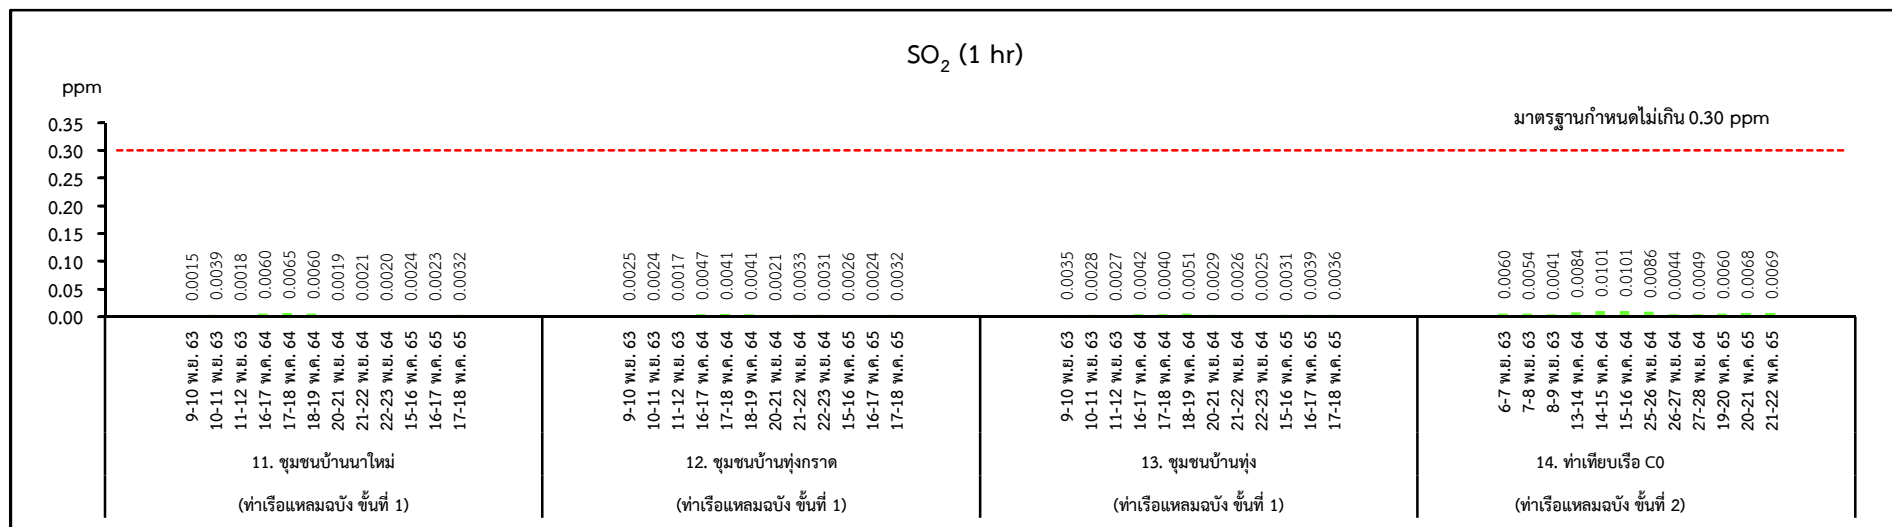 SO2 (1 hr)
ppm
มาตรฐานกำหนดไม่เกิน 0.30 ppm
0.35
0.30
0.25
0.20
0.15
0.10
0.05
0.00
0.0015
0.0039
0.0018
0.0060
0.0065
0.0060
0.0019
0.0021
0.0020
0.0024
0.0023
0.0032
0.0025
0.0024
0.0017
0.0047
0.0041
0.0041
0.0021
0.0033
0.0031
0.0026
0.0024
0.0032
0.0035
0.0028
0.0027
0.0042
0.0040
0.0051
0.0029
0.0026
0.0025
0.0031
0.0039
0.0036
0.0060
0.0054
0.0041
0.0084
0.0101
0.0101
0.0086
0.0044
0.0049
0.0060
0.0068
0.0069
9-10 พ.ย. 63
10-11 พ.ย. 63
11-12 พ.ย. 63
16-17 พ.ค. 64
17-18 พ.ค. 64
18-19 พ.ค. 64
20-21 พ.ย. 64
21-22 พ.ย. 64
22-23 พ.ย. 64
15-16 พ.ค. 65
16-17 พ.ค. 65
17-18 พ.ค. 65
9-10 พ.ย. 63
10-11 พ.ย. 63
11-12 พ.ย. 63
16-17 พ.ค. 64
17-18 พ.ค. 64
18-19 พ.ค. 64
20-21 พ.ย. 64
21-22 พ.ย. 64
22-23 พ.ย. 64
15-16 พ.ค. 65
16-17 พ.ค. 65
17-18 พ.ค. 65
9-10 พ.ย. 63
10-11 พ.ย. 63
11-12 พ.ย. 63
16-17 พ.ค. 64
17-18 พ.ค. 64
18-19 พ.ค. 64
20-21 พ.ย. 64
21-22 พ.ย. 64
22-23 พ.ย. 64
15-16 พ.ค. 65
16-17 พ.ค. 65
17-18 พ.ค. 65
6-7 พ.ย. 63
7-8 พ.ย. 63
8-9 พ.ย. 63
13-14 พ.ค. 64
14-15 พ.ค. 64
15-16 พ.ค. 64
25-26 พ.ย. 64
26-27 พ.ย. 64
27-28 พ.ย. 64
19-20 พ.ค. 65
20-21 พ.ค. 65
21-22 พ.ค. 65
11. ชุมชนบ้านนาใหม่
12. ชุมชนบ้านทุ่งกราด
13. ชุมชนบ้านทุ่ง
14. ท่าเทียบเรือ C0
(ท่าเรือแหลมฉบัง ขั้นที่ 1)
(ท่าเรือแหลมฉบัง ขั้นที่ 1)
(ท่าเรือแหลมฉบัง ขั้นที่ 1)
(ท่าเรือแหลมฉบัง ขั้นที่ 2)